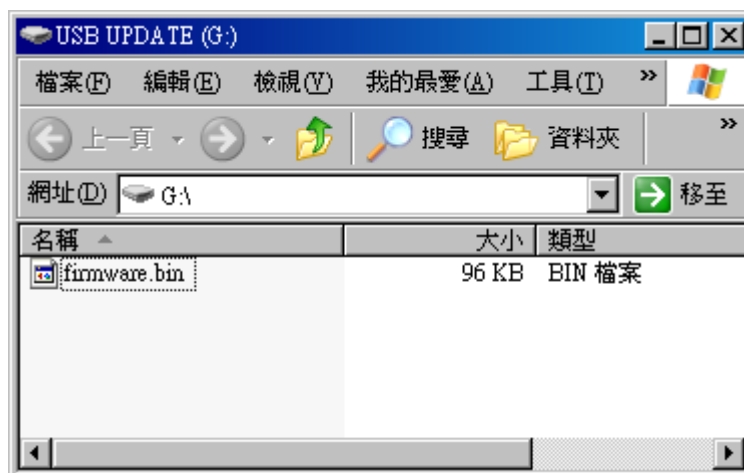 USB UPDATE (G:)
檔案(F) 編輯(E) 檢視(V) 我的最愛(A) 工具(T) »
上一頁 搜尋 資料夾 »
網址(D) G:\ 移至
名稱 大小 類型
firmware.bin 96 KB BIN 檔案